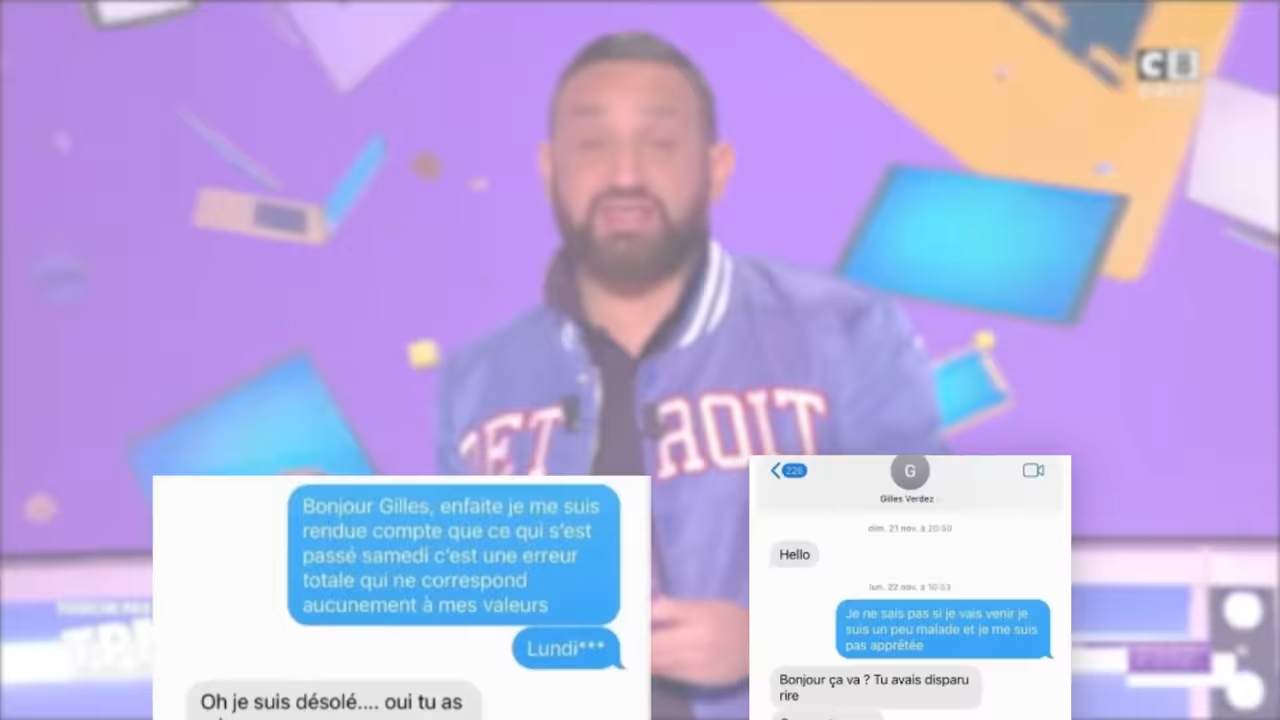 C8
DETROIT
Bonjour Gilles, enfaite je me suis
rendue compte que ce qui s'est
passé samedi c'est une erreur
totale qui ne correspond
aucunement à mes valeurs
Lundi***
Oh je suis désolé.... oui tu as
226
G
Gilles Verdez
dim. 21 nov. à 20:50
Hello
lun. 22 nov. à 10:53
Je ne sais pas si je vais venir je
suis un peu malade et je me suis
pas apprêtée
Bonjour ça va ? Tu avais disparu
rire